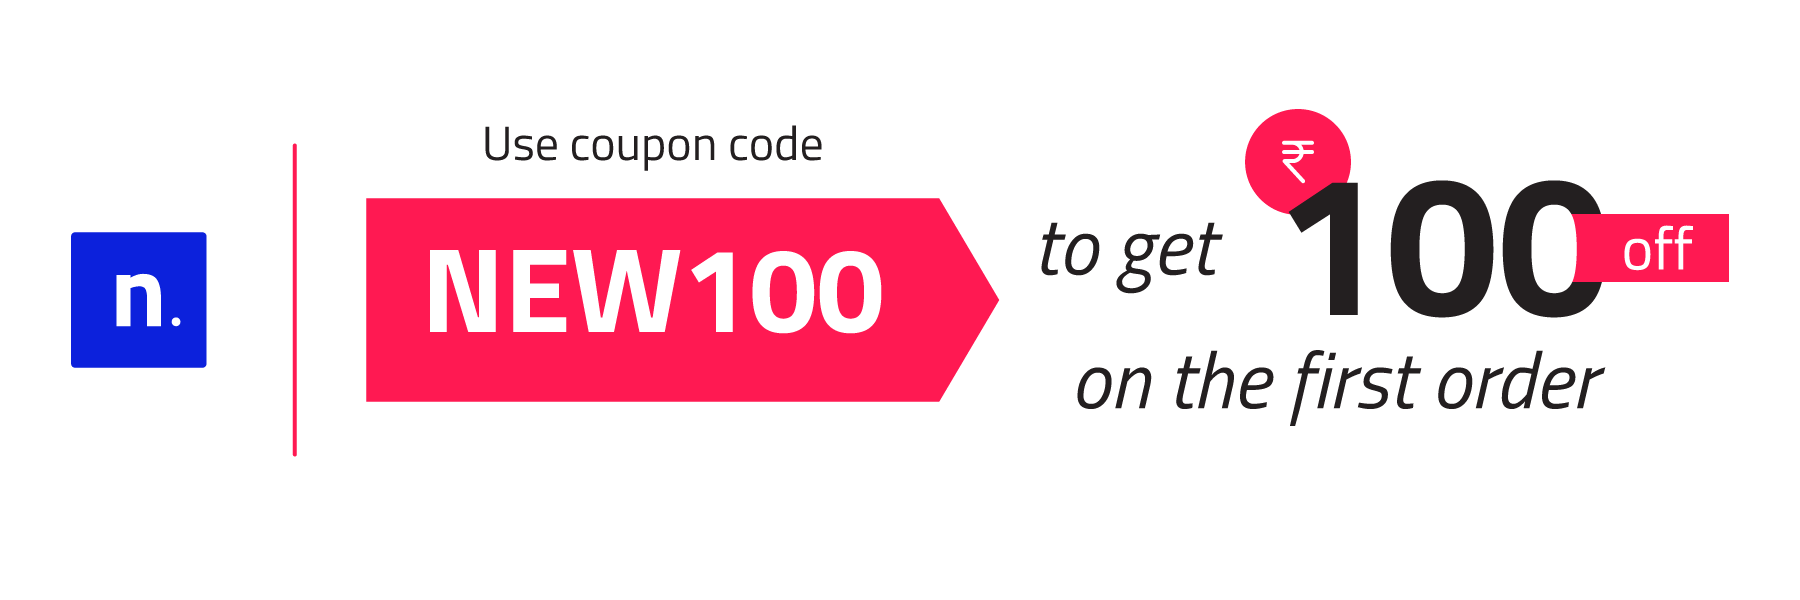 n.
Use coupon code
NEW100
to get ₹100 off
on the first order